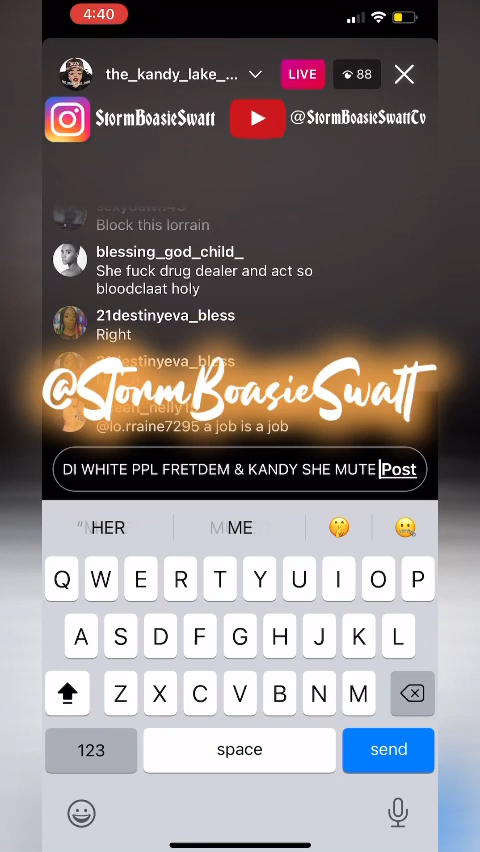 4:40
the_kandy_lake_...
LIVE
88
StormBoasieSwatt
@StormBoasieSwattTv
sexydawn43
Block this lorrain
blessing_god_child_
She fuck drug dealer and act so
bloodclaat holy
21destinyeva_bless
Right
21destinyeva_bless
@StormBoasieSwatt
@lo.rraine7295 a job is a job
DI WHITE PPL FRETDEM & KANDY SHE MUTE Post
HER
ME
Q W E R T Y U I O P
A S D F G H J K L
Z X C V B N M
123
space
send